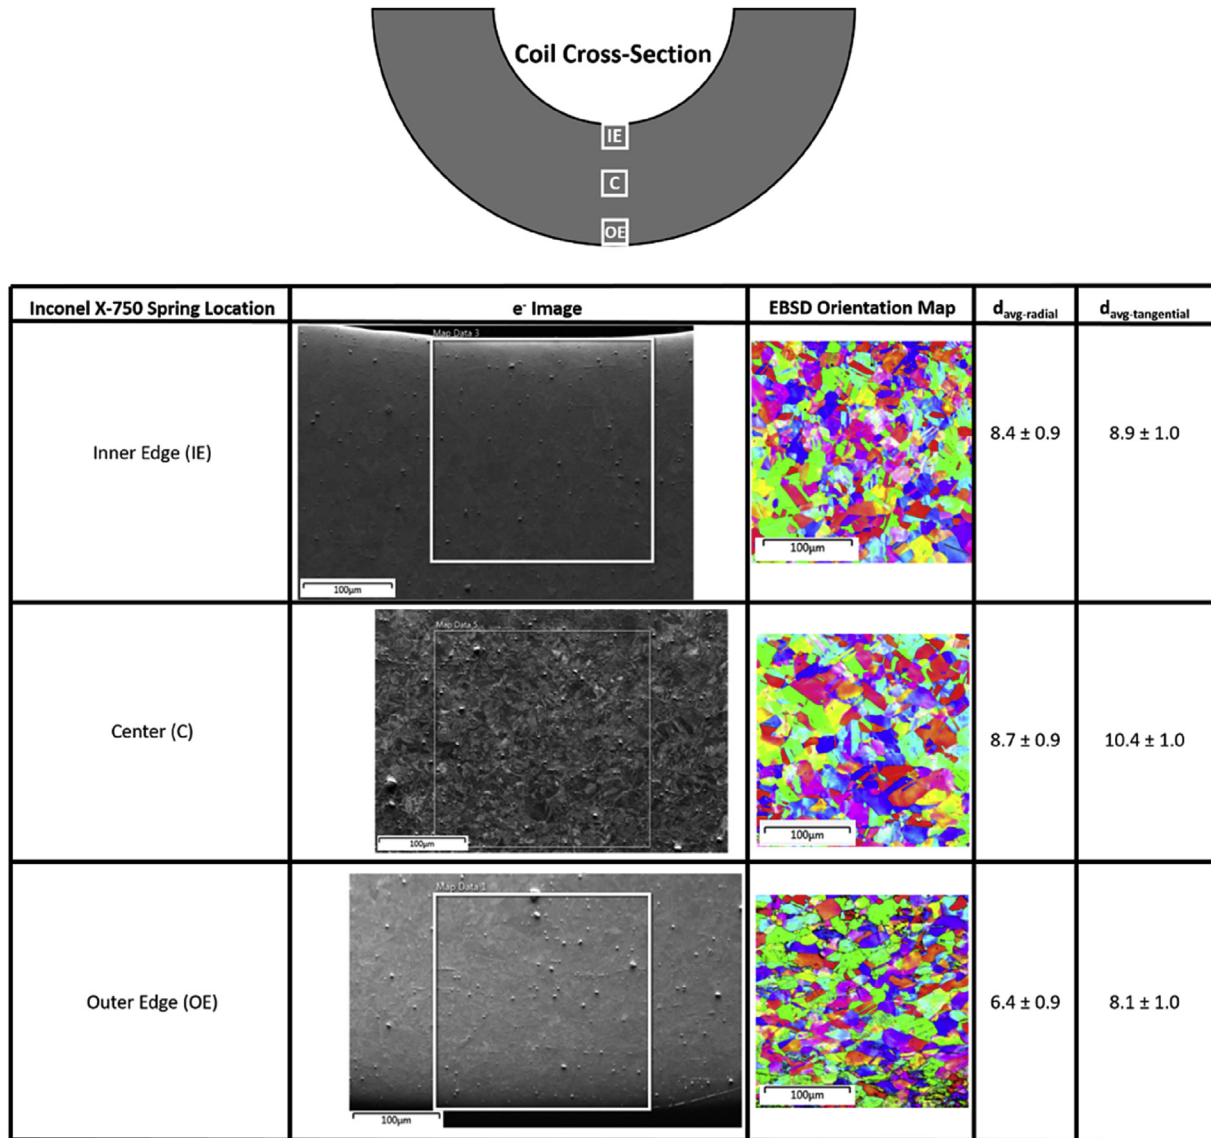 Coil Cross-Section
IE
C
OE
Inconel X-750 Spring Location e⁻ Image EBSD Orientation Map d_avg-radial d_avg-tangential
Map Data 3
Inner Edge (IE) 8.4 ± 0.9 8.9 ± 1.0
100µm
100µm
Map Data 5
Center (C) 8.7 ± 0.9 10.4 ± 1.0
100µm
100µm
Map Data 1
Outer Edge (OE) 6.4 ± 0.9 8.1 ± 1.0
100µm
100µm